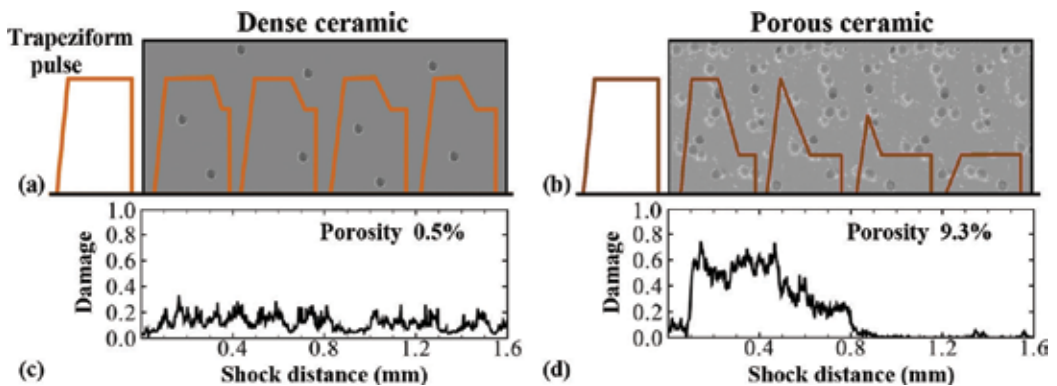 Dense ceramic
Porous ceramic
Trapeziform
pulse
(a)
(b)
1.0
0.8
0.6
0.4
0.2
0.0
Damage
Porosity 0.5%
0.4
0.8
1.2
1.6
(c)
Shock distance (mm)
1.0
0.8
0.6
0.4
0.2
0.0
Damage
Porosity 9.3%
0.4
0.8
1.2
1.6
(d)
Shock distance (mm)